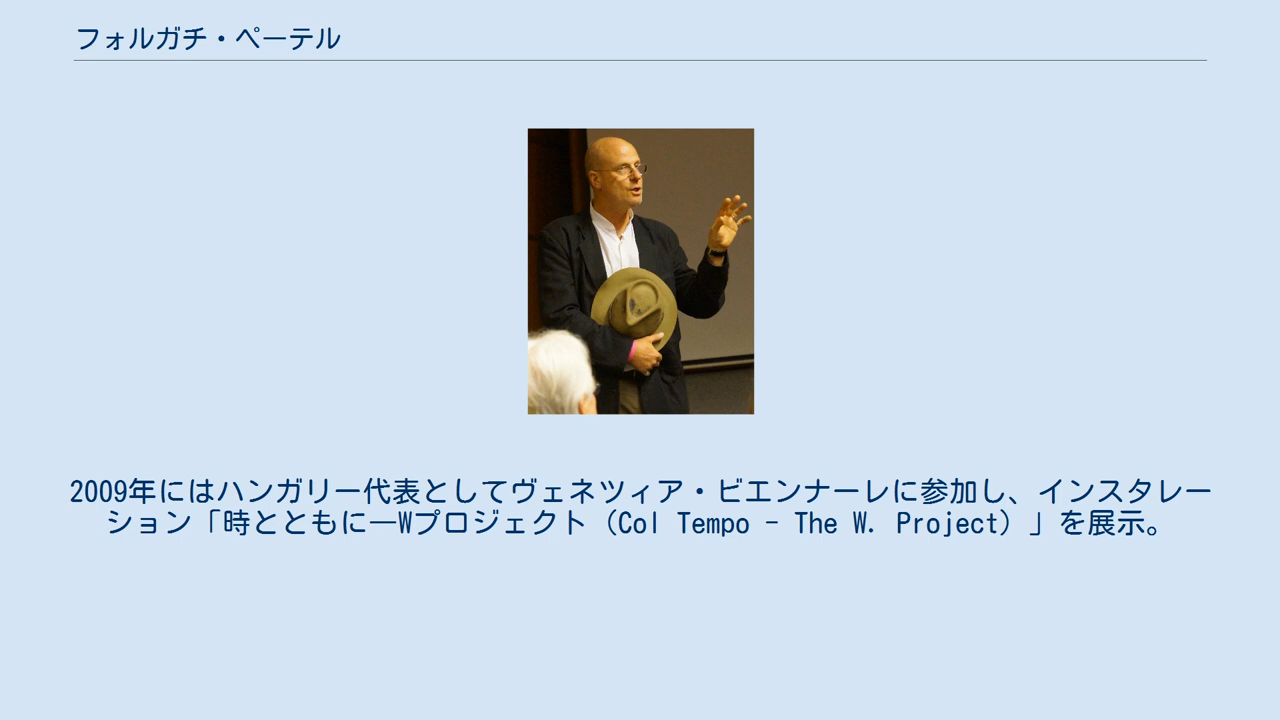 フォルガチ・ペーテル
2009年にはハンガリー代表としてヴェネツィア・ビエンナーレに参加し、インスタレー
ション「時とともに―Wプロジェクト（Col Tempo - The W. Project）」を展示。